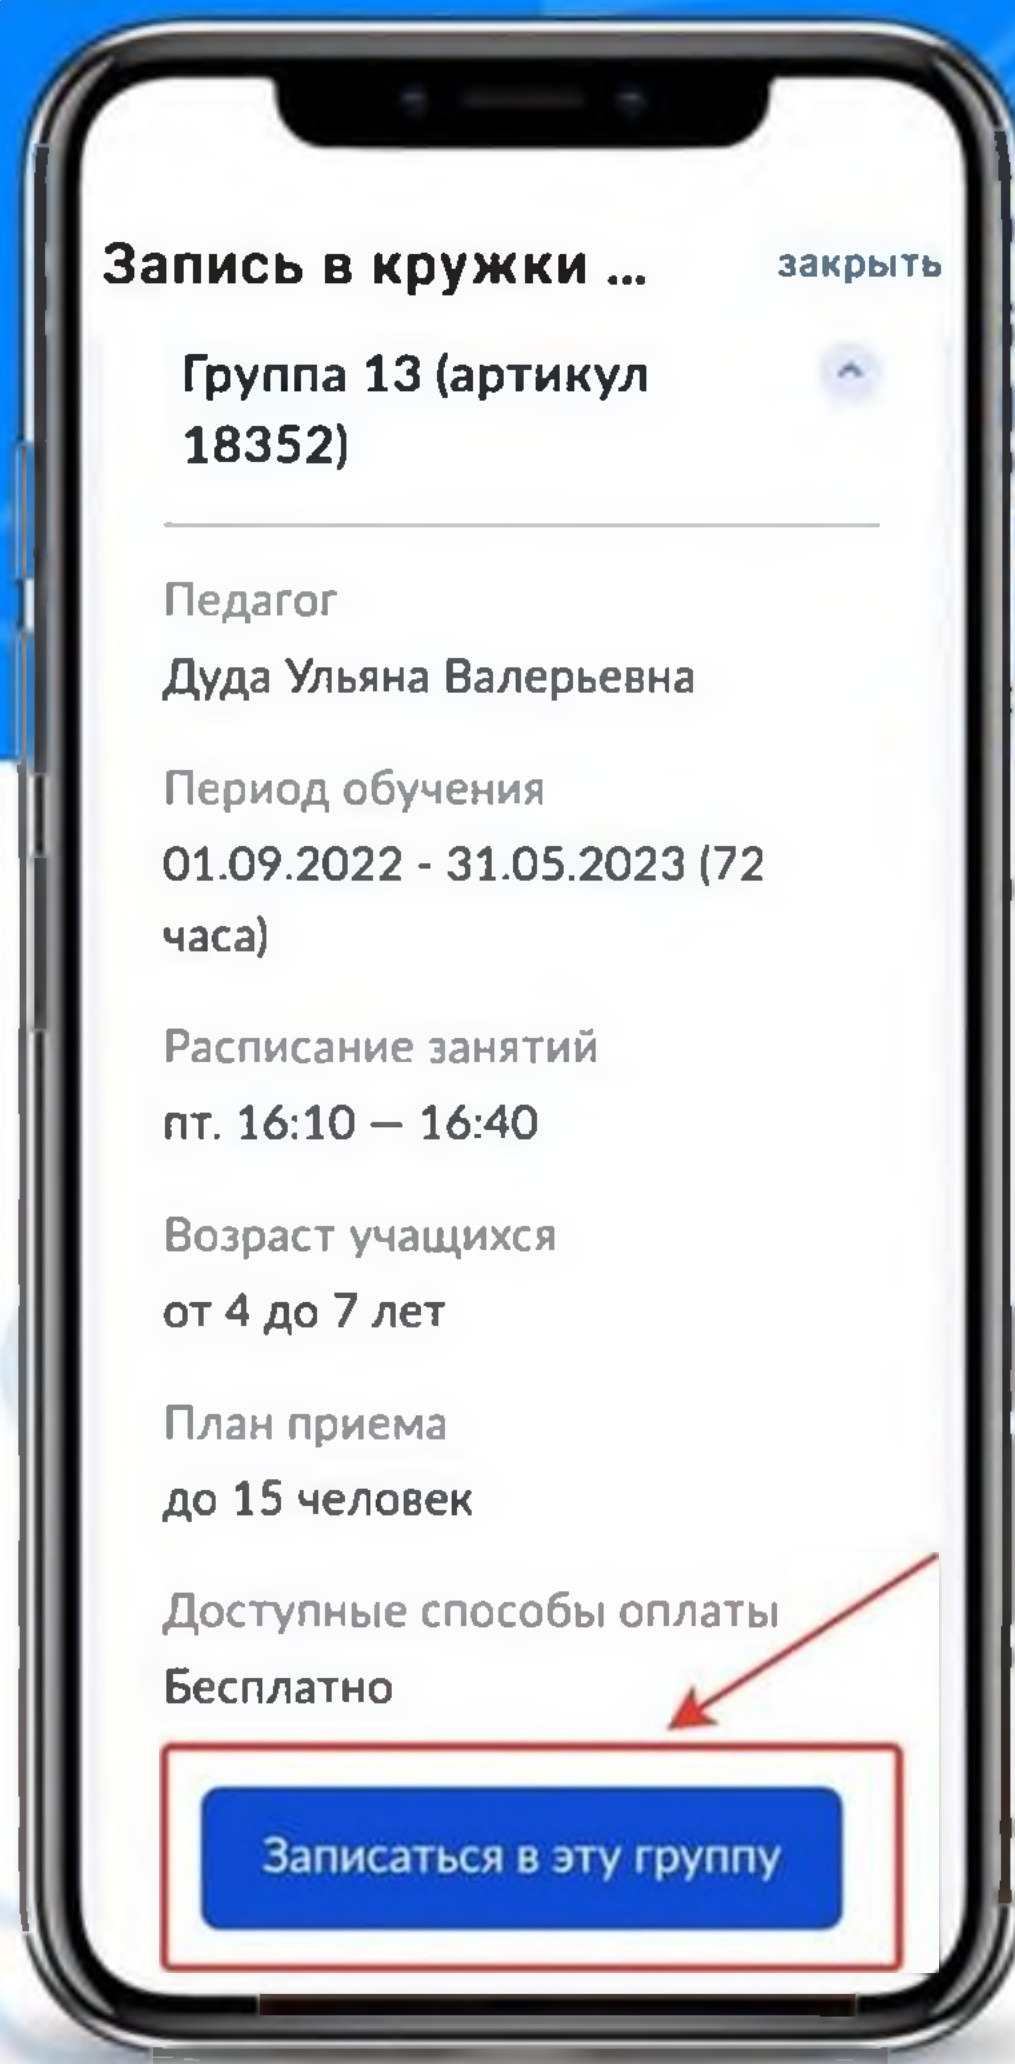 Запись в кружки ...
закрыть
Группа 13 (артикул
18352)
Педагог
Дуда Ульяна Валерьевна
Период обучения
01.09.2022 - 31.05.2023 (72
часа)
Расписание занятий
пт. 16:10 — 16:40
Возраст учащихся
от 4 до 7 лет
План приема
до 15 человек
Доступные способы оплаты
Бесплатно
Записаться в эту группу